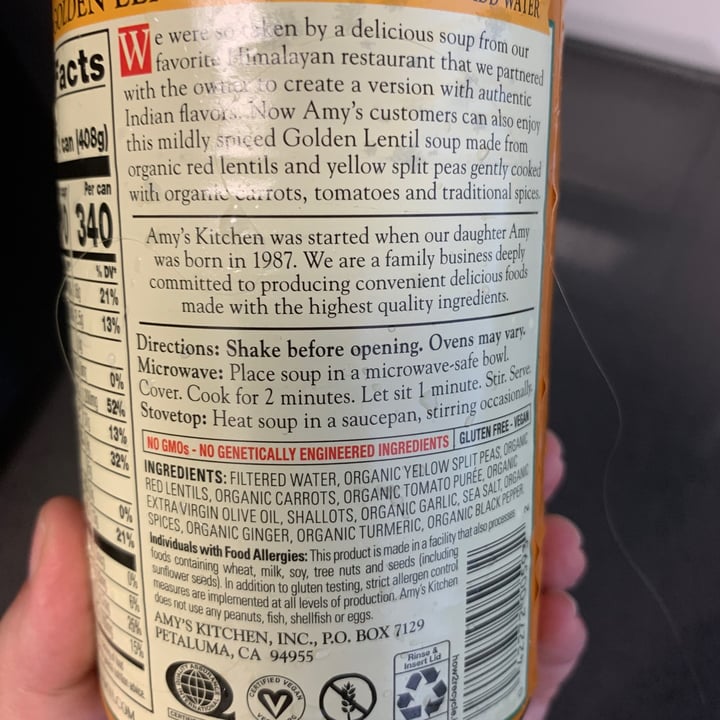 WATER
Facts
can (408g)
Per can
340
% DV*
21%
13%
0%
52%
13%
32%
0%
21%
0%
6%
We were so taken by a delicious soup from our
favorite Himalayan restaurant that we partnered
with the owner to create a version with authentic
Indian flavors. Now Amy's customers can also enjoy
this mildly spiced Golden Lentil soup made from
organic red lentils and yellow split peas gently cooked
with organic carrots, tomatoes and traditional spices.
Amy's Kitchen was started when our daughter Amy
was born in 1987. We are a family business deeply
committed to producing convenient delicious foods
made with the highest quality ingredients.
Directions: Shake before opening. Ovens may vary.
Microwave: Place soup in a microwave-safe bowl.
Cover. Cook for 2 minutes. Let sit 1 minute. Stir. Serve.
Stovetop: Heat soup in a saucepan, stirring occasionally.
NO GMOs - NO GENETICALLY ENGINEERED INGREDIENTS
GLUTEN FREE - VEGAN
INGREDIENTS: FILTERED WATER, ORGANIC YELLOW SPLIT PEAS, ORGANIC
RED LENTILS, ORGANIC CARROTS, ORGANIC TOMATO PURÉE, ORGANIC
EXTRA VIRGIN OLIVE OIL, SHALLOTS, ORGANIC GARLIC, SEA SALT, ORGANIC
SPICES, ORGANIC GINGER, ORGANIC TURMERIC, ORGANIC BLACK PEPPER.
Individuals with Food Allergies: This product is made in a facility that also processes
foods containing wheat, milk, soy, tree nuts and seeds (including
sunflower seeds). In addition to gluten testing, strict allergen control
measures are implemented at all levels of production. Amy's Kitchen
does not use any peanuts, fish, shellfish or eggs.
AMY'S KITCHEN, INC., P.O. BOX 7129
PETALUMA, CA 94955
QUALITY ASSURANCE INTERNATIONAL
CERTIFIED VEGAN
Rinse &
Insert Lid
how2recycle